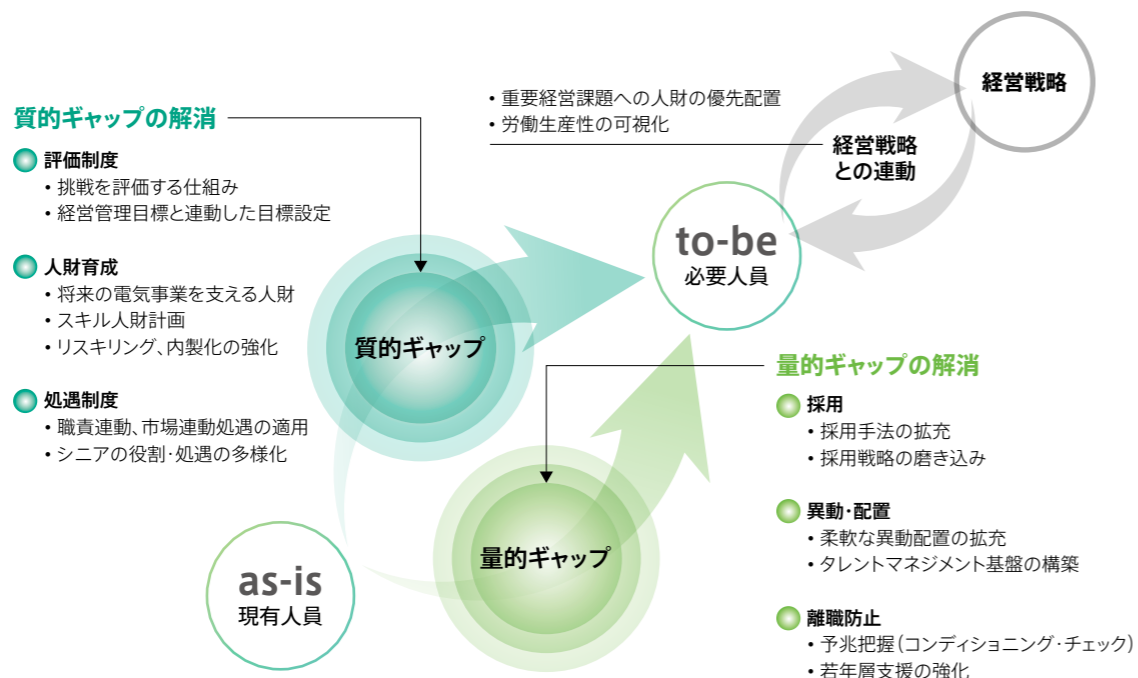 経営戦略
• 重要経営課題への人財の優先配置
• 労働生産性の可視化
経営戦略
との連動
質的ギャップの解消
評価制度
• 挑戦を評価する仕組み
• 経営管理目標と連動した目標設定
人財育成
• 将来の電気事業を支える人財
• スキル人財計画
• リスキリング、内製化の強化
処遇制度
• 職責連動、市場連動処遇の適用
• シニアの役割・処遇の多様化
to-be
必要人員
質的ギャップ
量的ギャップの解消
採用
• 採用手法の拡充
• 採用戦略の磨き込み
異動・配置
• 柔軟な異動配置の拡充
• タレントマネジメント基盤の構築
離職防止
• 予兆把握(コンディショニング・チェック)
• 若年層支援の強化
量的ギャップ
as-is
現有人員